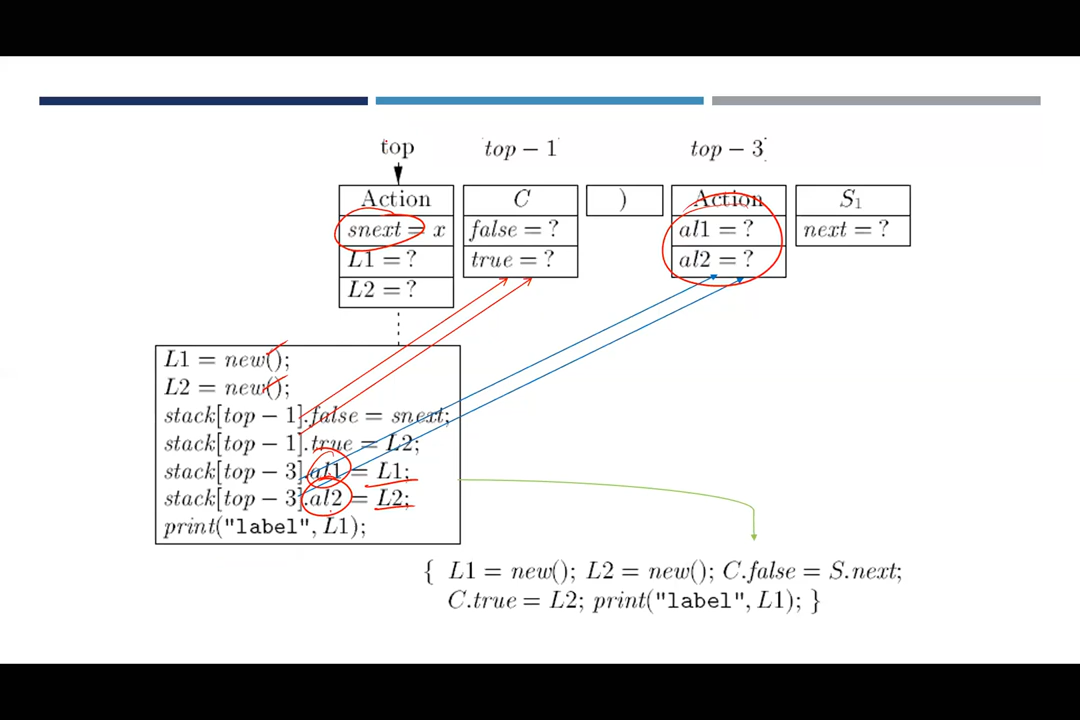 top top − 1 top − 3
Action C ) Action S₁
snext = x false = ? al1 = ? next = ?
L1 = ? true = ? al2 = ?
L2 = ?
L1 = new();
L2 = new();
stack[top − 1].false = snext;
stack[top − 1].true = L2;
stack[top − 3].al1 = L1;
stack[top − 3].al2 = L2;
print("label", L1);
{ L1 = new(); L2 = new(); C.false = S.next;
C.true = L2; print("label", L1); }